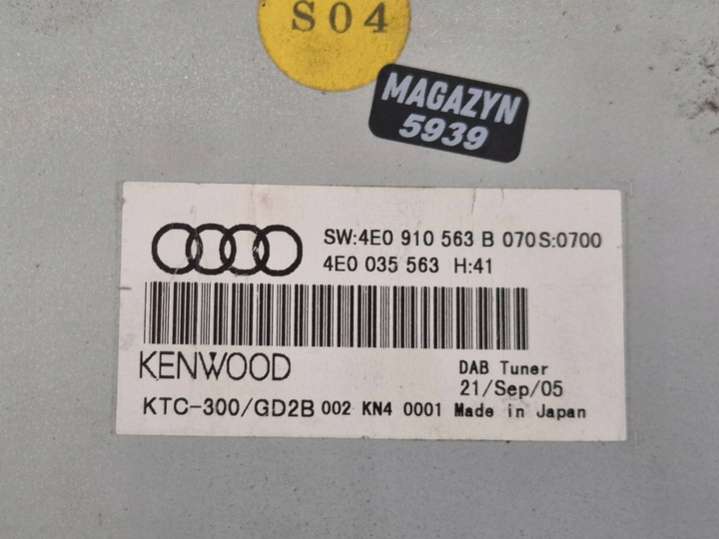 S04
MAGAZYN
5939
SW:4E0 910 563 B 070S:0700
4E0 035 563 H:41
KENWOOD
DAB Tuner
21/Sep/05
KTC-300/GD2B 002 KN4 0001 Made in Japan